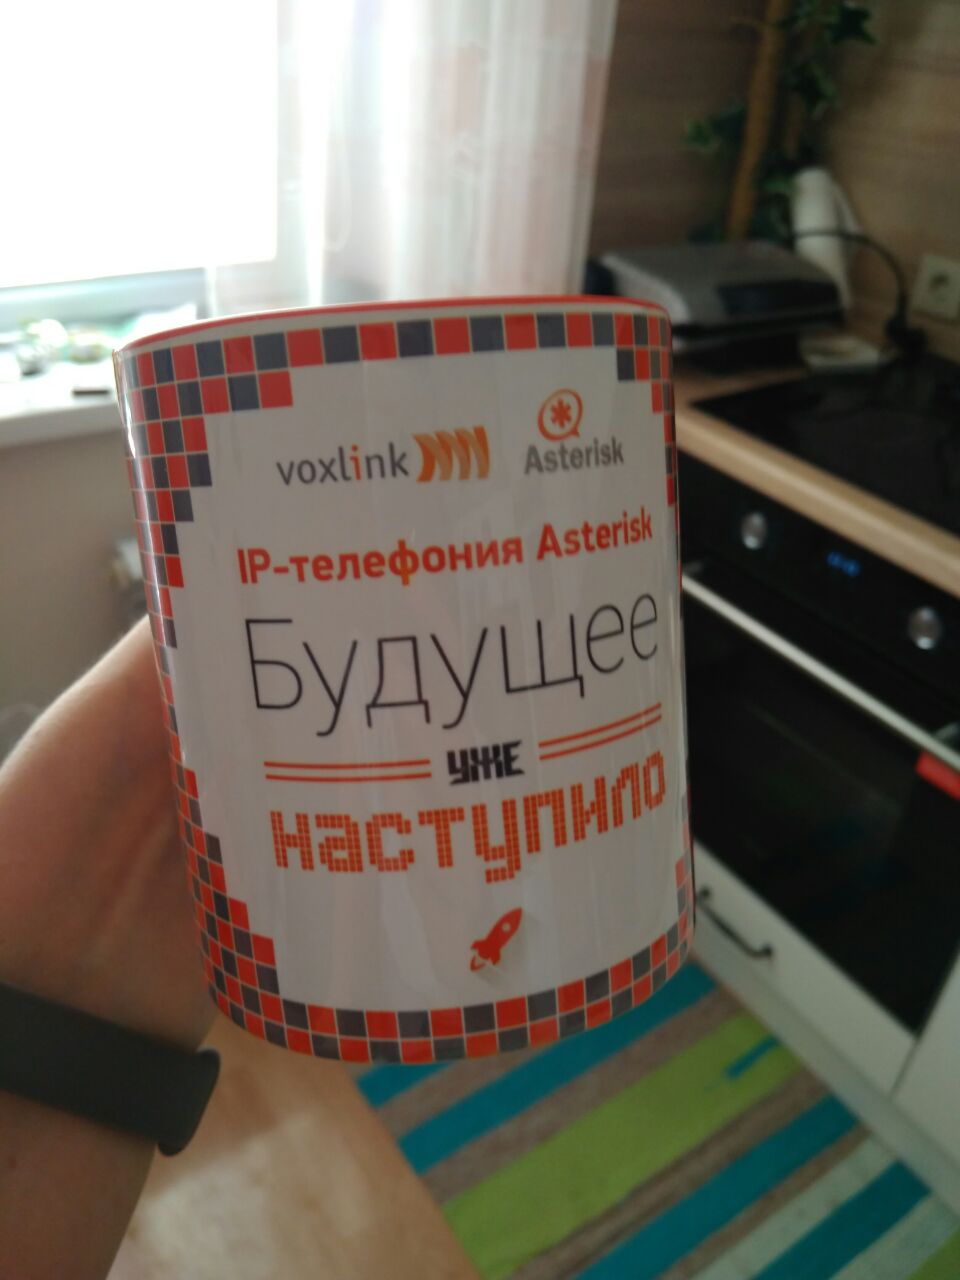 voxlink Asterisk
IP-телефония Asterisk
Будущее
уже
наступило